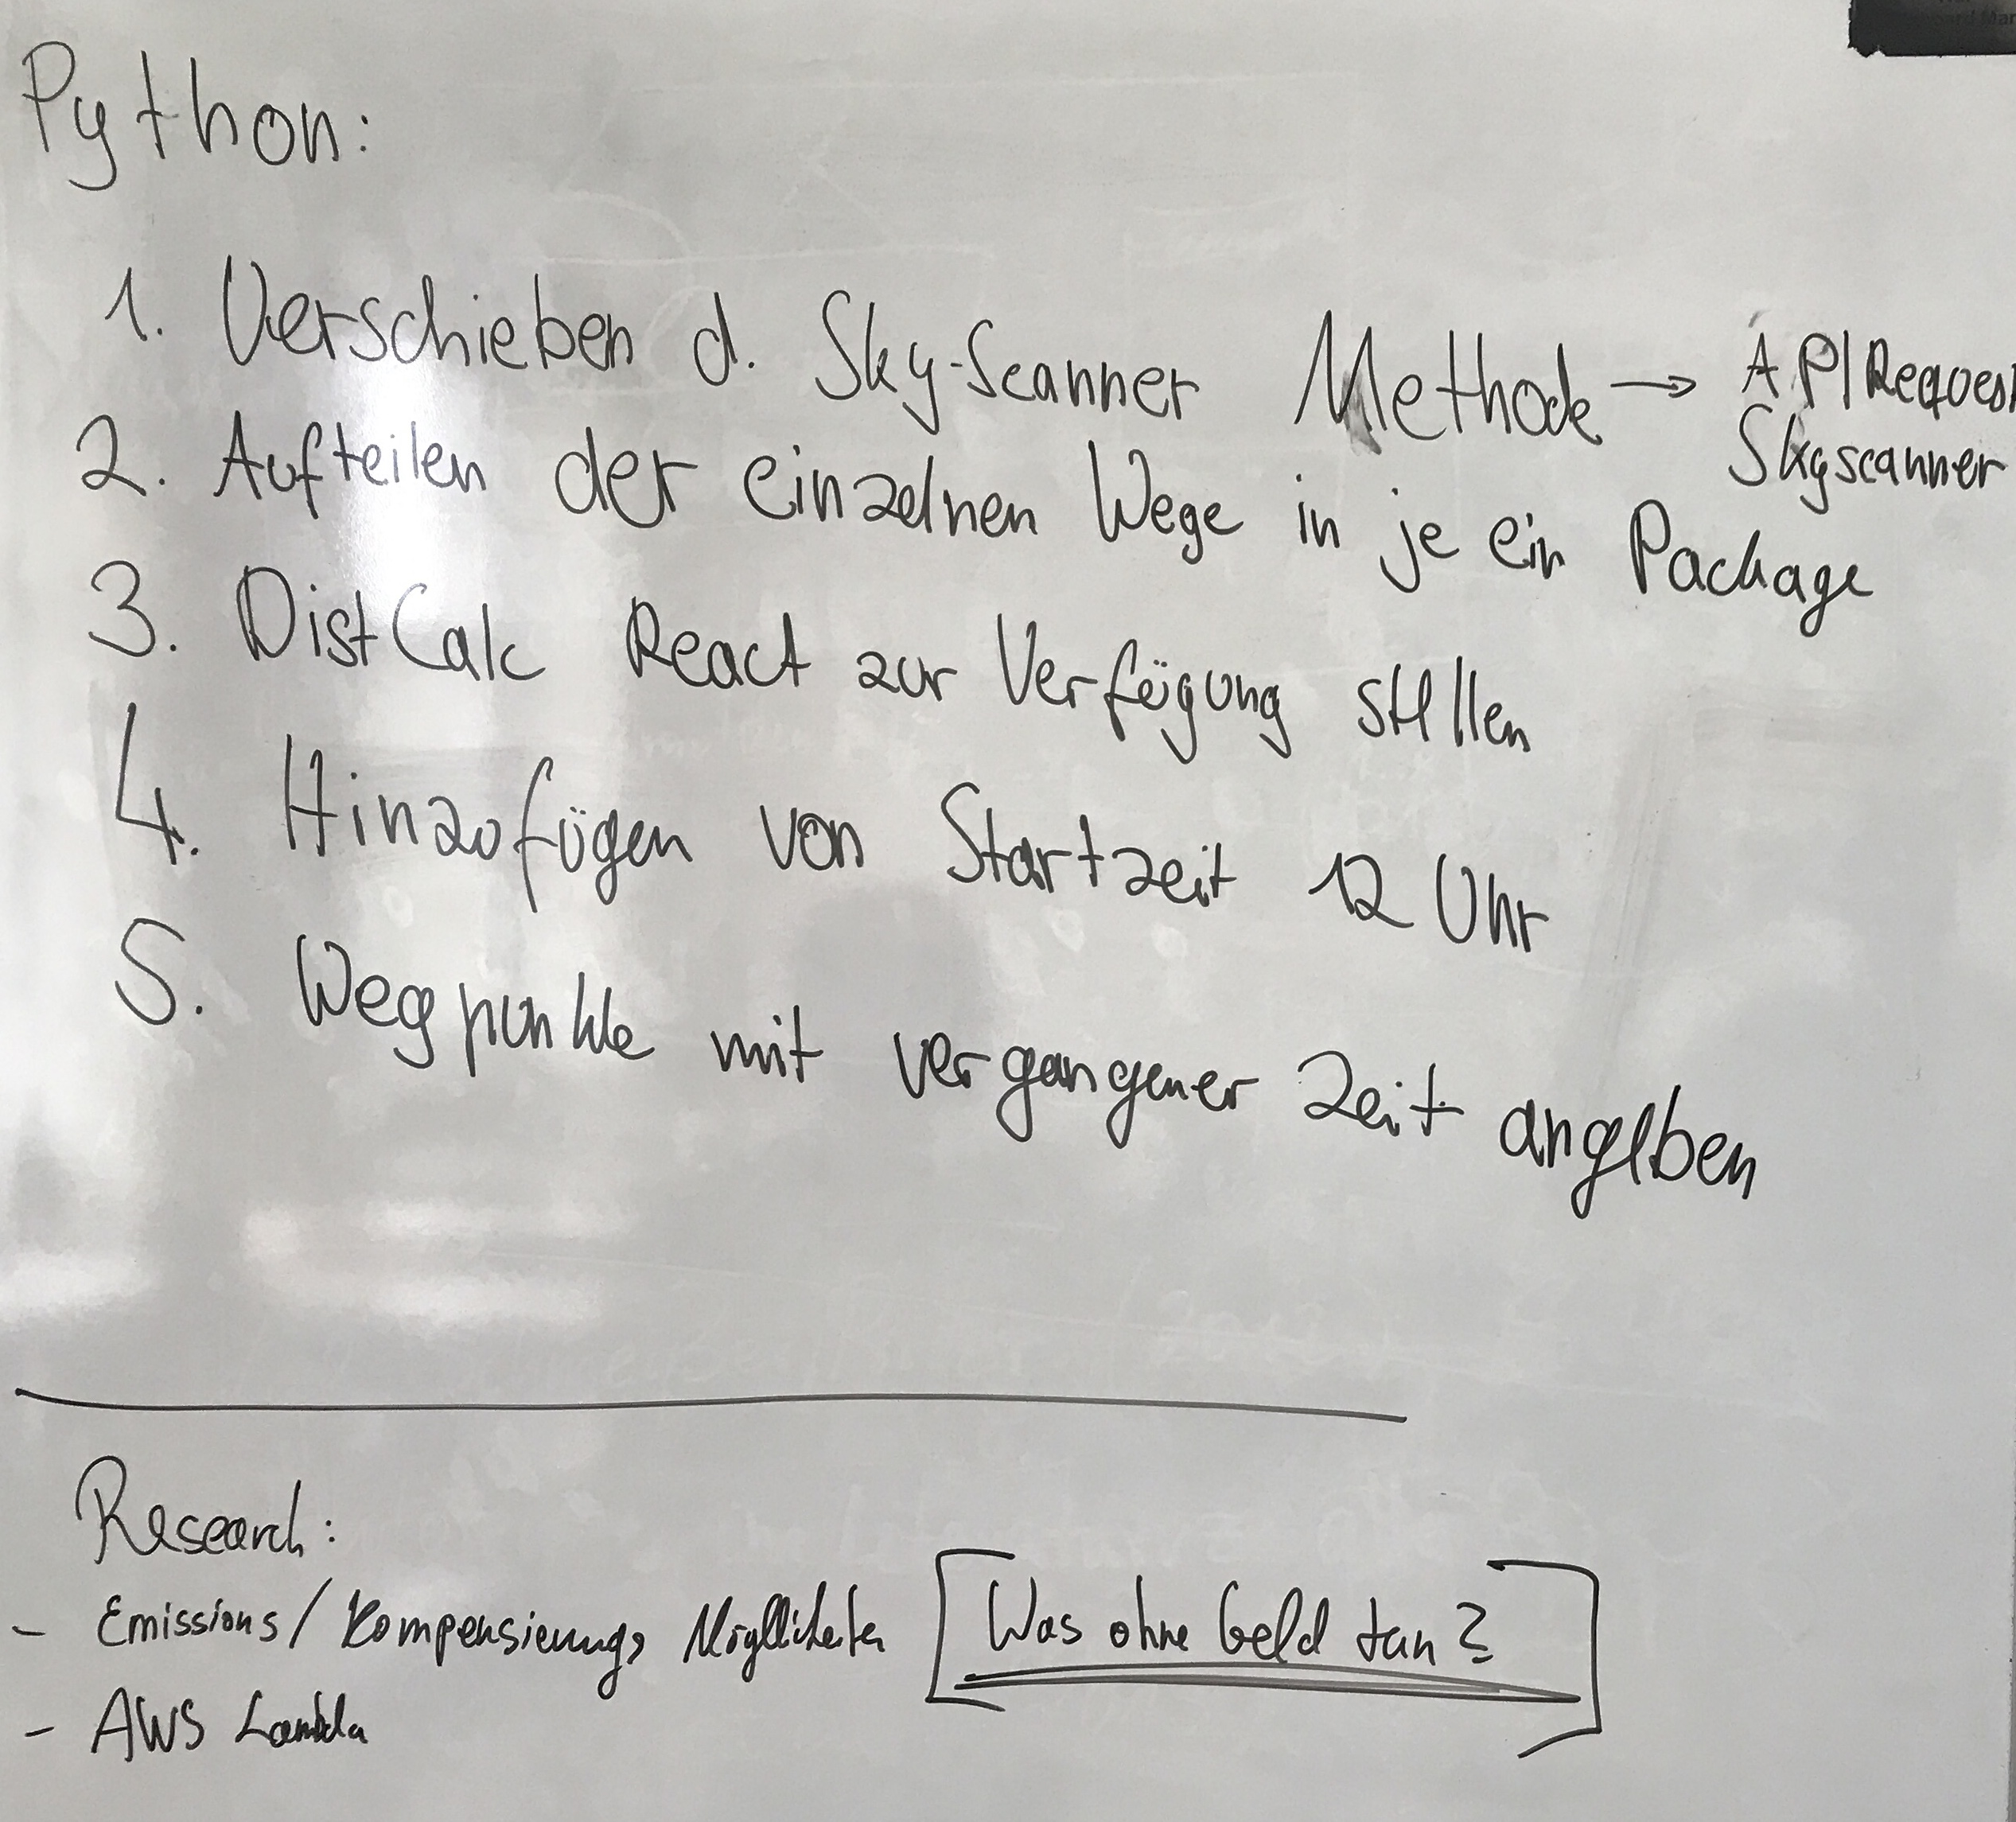 Python:
1. Verschieben d. Sky-Scanner Methode → API Request
Skyscanner
2. Aufteilen der einzelnen Wege in je ein Package
3. DistCalc React zur Verfügung stellen
4. Hinzufügen von Startzeit 12 Uhr
5. Wegpunkte mit vergangener Zeit angeben
Research:
- Emissions/Kompensierungs [Was ohne Geld tun?]
- AWS Lambda